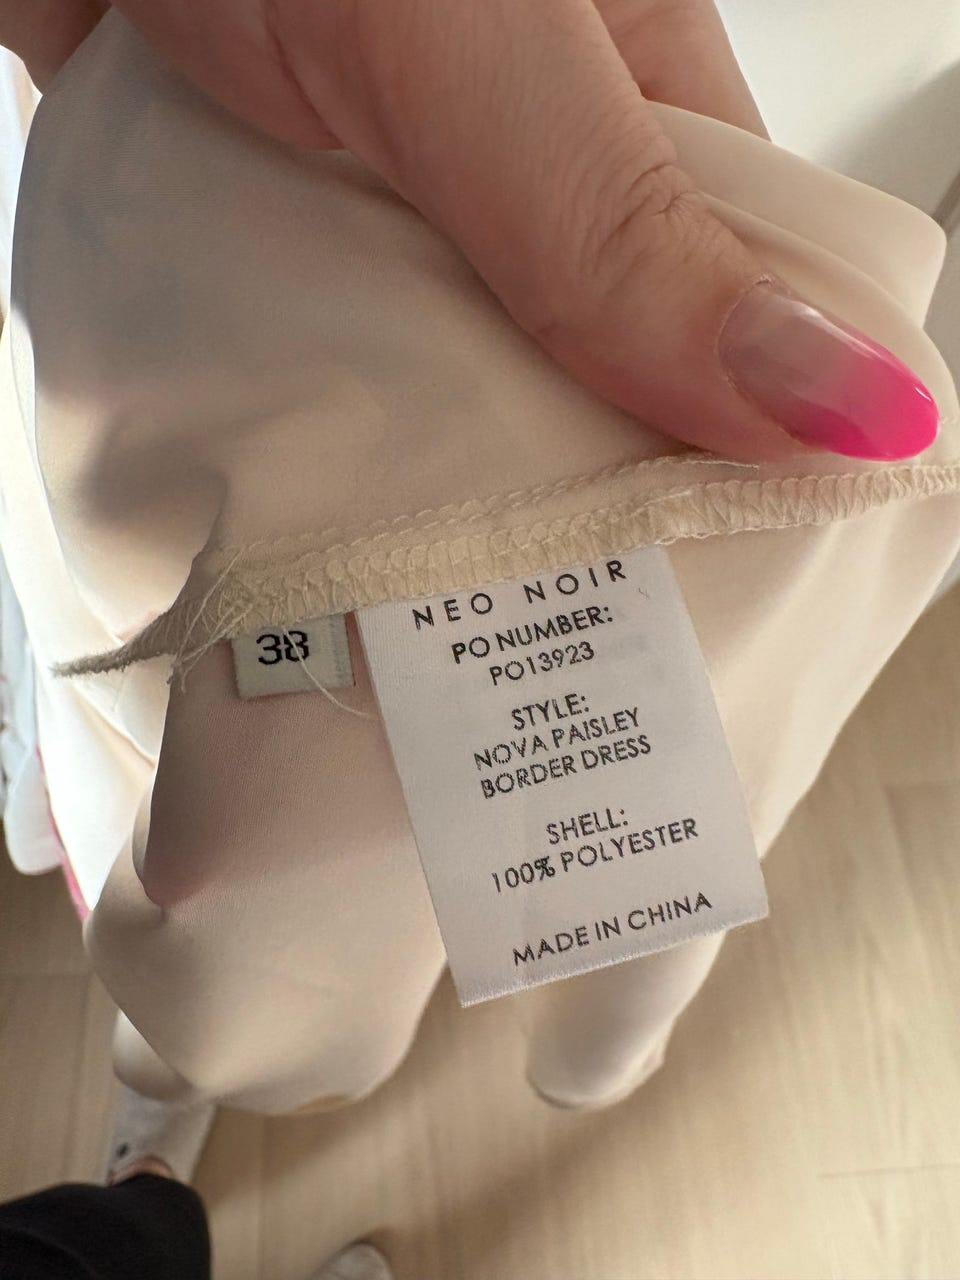 38
NEO NOIR
PO NUMBER:
PO13923
STYLE:
NOVA PAISLEY
BORDER DRESS
SHELL:
100% POLYESTER
MADE IN CHINA